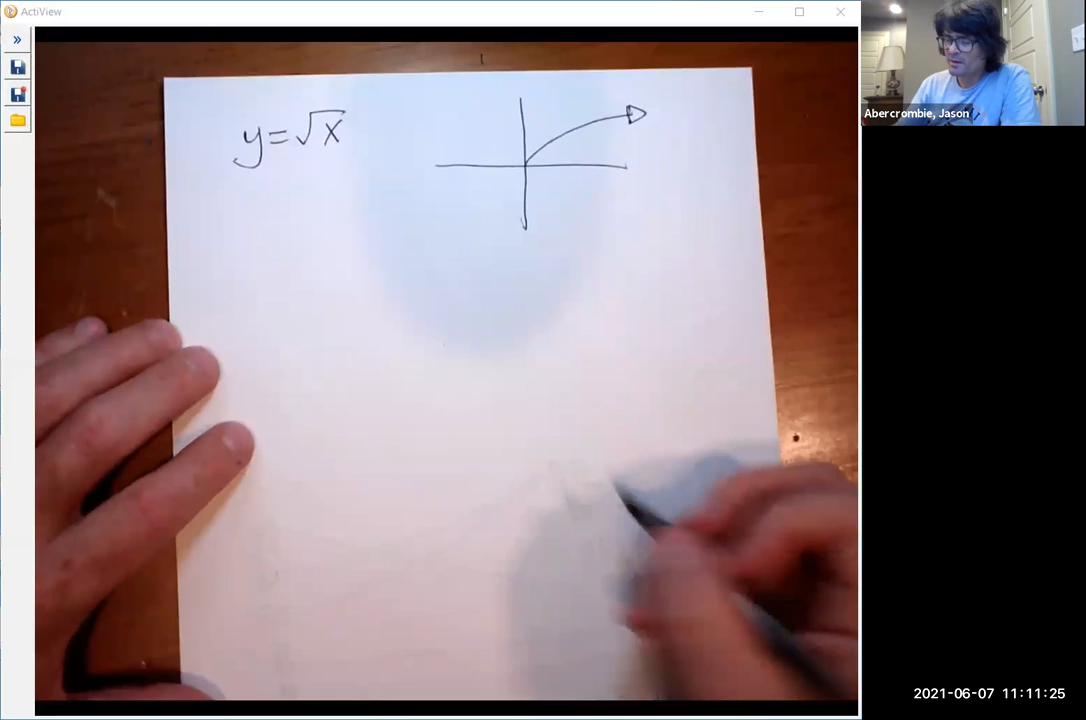 ActiView
»
y=√x
Abercrombie, Jason
2021-06-07 11:11:25